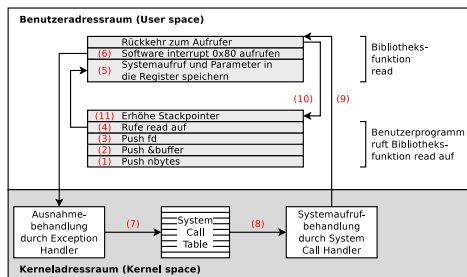 Benutzeradressraum (User space)
Rückkehr zum Aufrufer
(6) Software interrupt 0x80 aufrufen
(5) Systemaufruf und Parameter in
die Register speichern
Bibliotheks-
funktion
read
(10)
(9)
(11) Erhöhe Stackpointer
(4) Rufe read auf
(3) Push fd
(2) Push &buffer
(1) Push nbytes
Benutzerprogramm
ruft Bibliotheks-
funktion read auf
Ausnahme-
behandlung
durch Exception
Handler
(7)
System
Call
Table
(8)
Systemaufruf-
behandlung
durch System
Call Handler
Kerneladressraum (Kernel space)